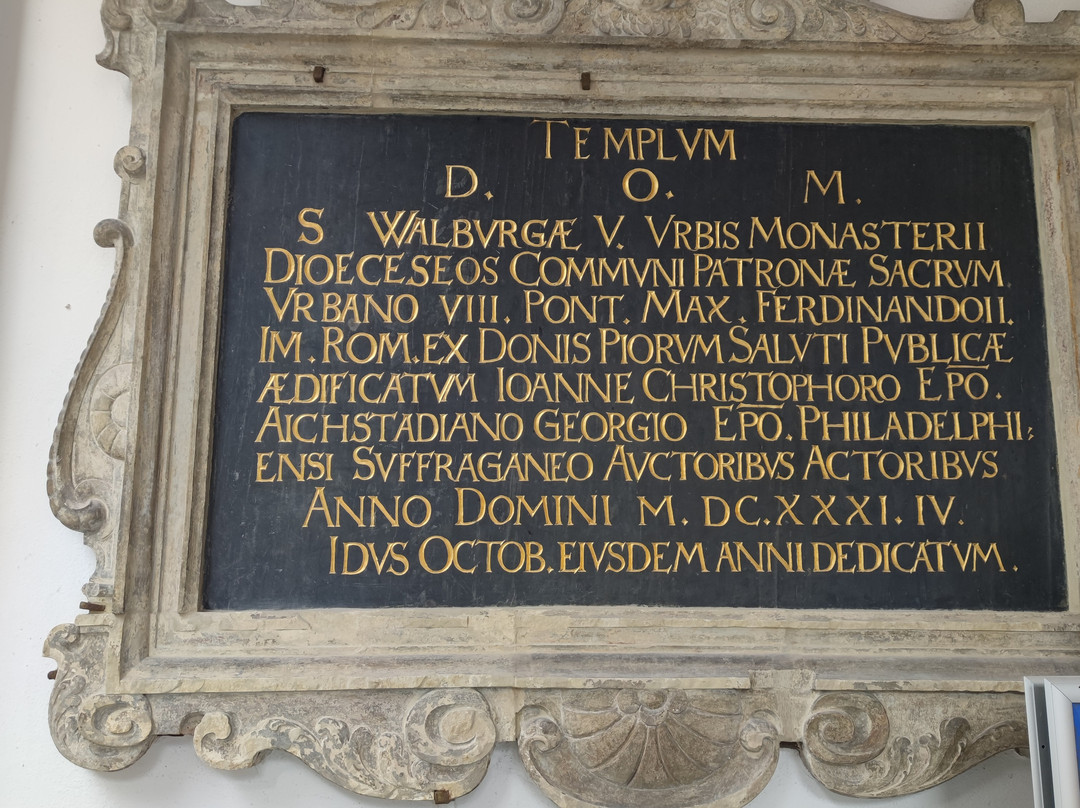 TEMPLVM
D. O. M.
S WALBVRGÆ V. VRBIS MONASTERII
DIOECESEOS COMMVNI PATRONÆ SACRVM
VRBANO VIII. PONT. MAX. FERDINANDO II.
IM. ROM. EX DONIS PIORVM SALVTI PVBLICÆ
ÆDIFICATVM IOANNE CHRISTOPHORO EPŌ.
AICHSTADIANO GEORGIO EPŌ. PHILADELPHI;
ENSI SVFFRAGANEO AVCTORIBVS ACTORIBVS
ANNO DOMINI M. DC. XXXI. IV.
IDVS OCTOB. EIVSDEM ANNI DEDICATVM.